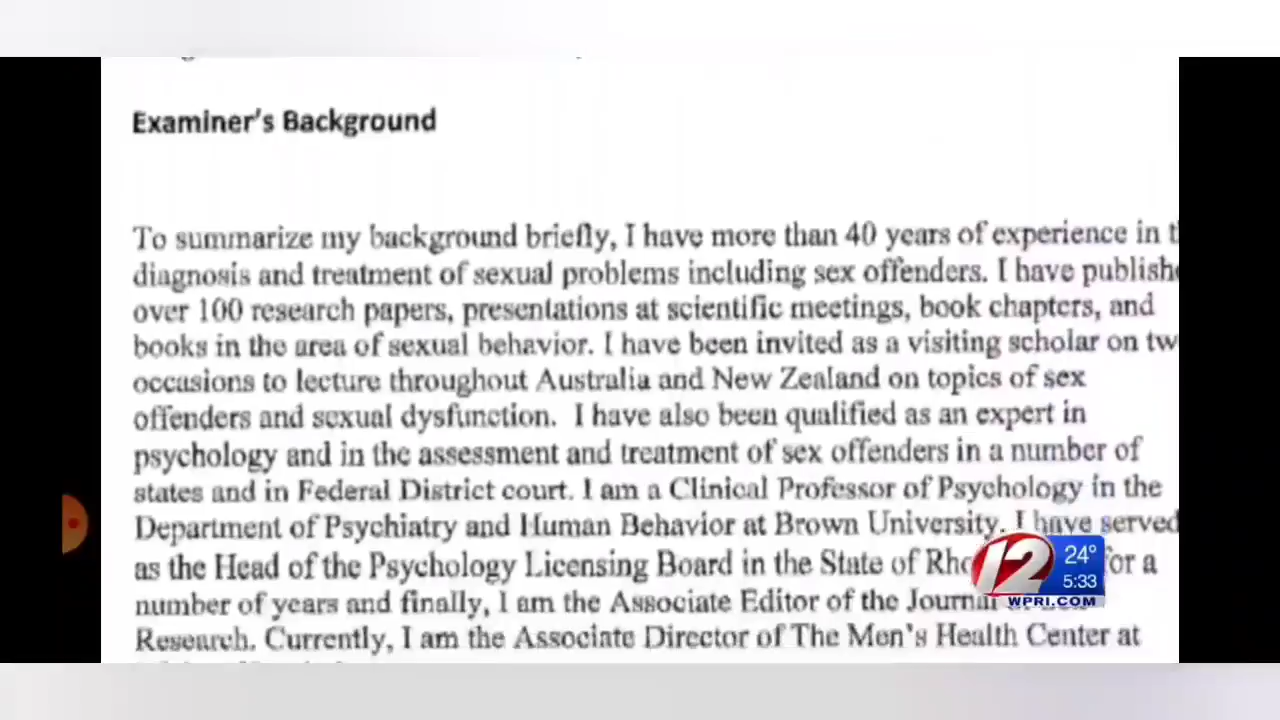 Examiner's Background
To summarize my background briefly, I have more than 40 years of experience in t
diagnosis and treatment of sexual problems including sex offenders. I have publish
over 100 research papers, presentations at scientific meetings, book chapters, and
books in the area of sexual behavior. I have been invited as a visiting scholar on tw
occasions to lecture throughout Australia and New Zealand on topics of sex
offenders and sexual dysfunction. I have also been qualified as an expert in
psychology and in the assessment and treatment of sex offenders in a number of
states and in Federal District court. I am a Clinical Professor of Psychology in the
Department of Psychiatry and Human Behavior at Brown University. I have served
as the Head of the Psychology Licensing Board in the State of Rho for a
number of years and finally, I am the Associate Editor of the Journal of
Research. Currently, I am the Associate Director of The Men's Health Center at
12 24° 5:33
WPRI.COM